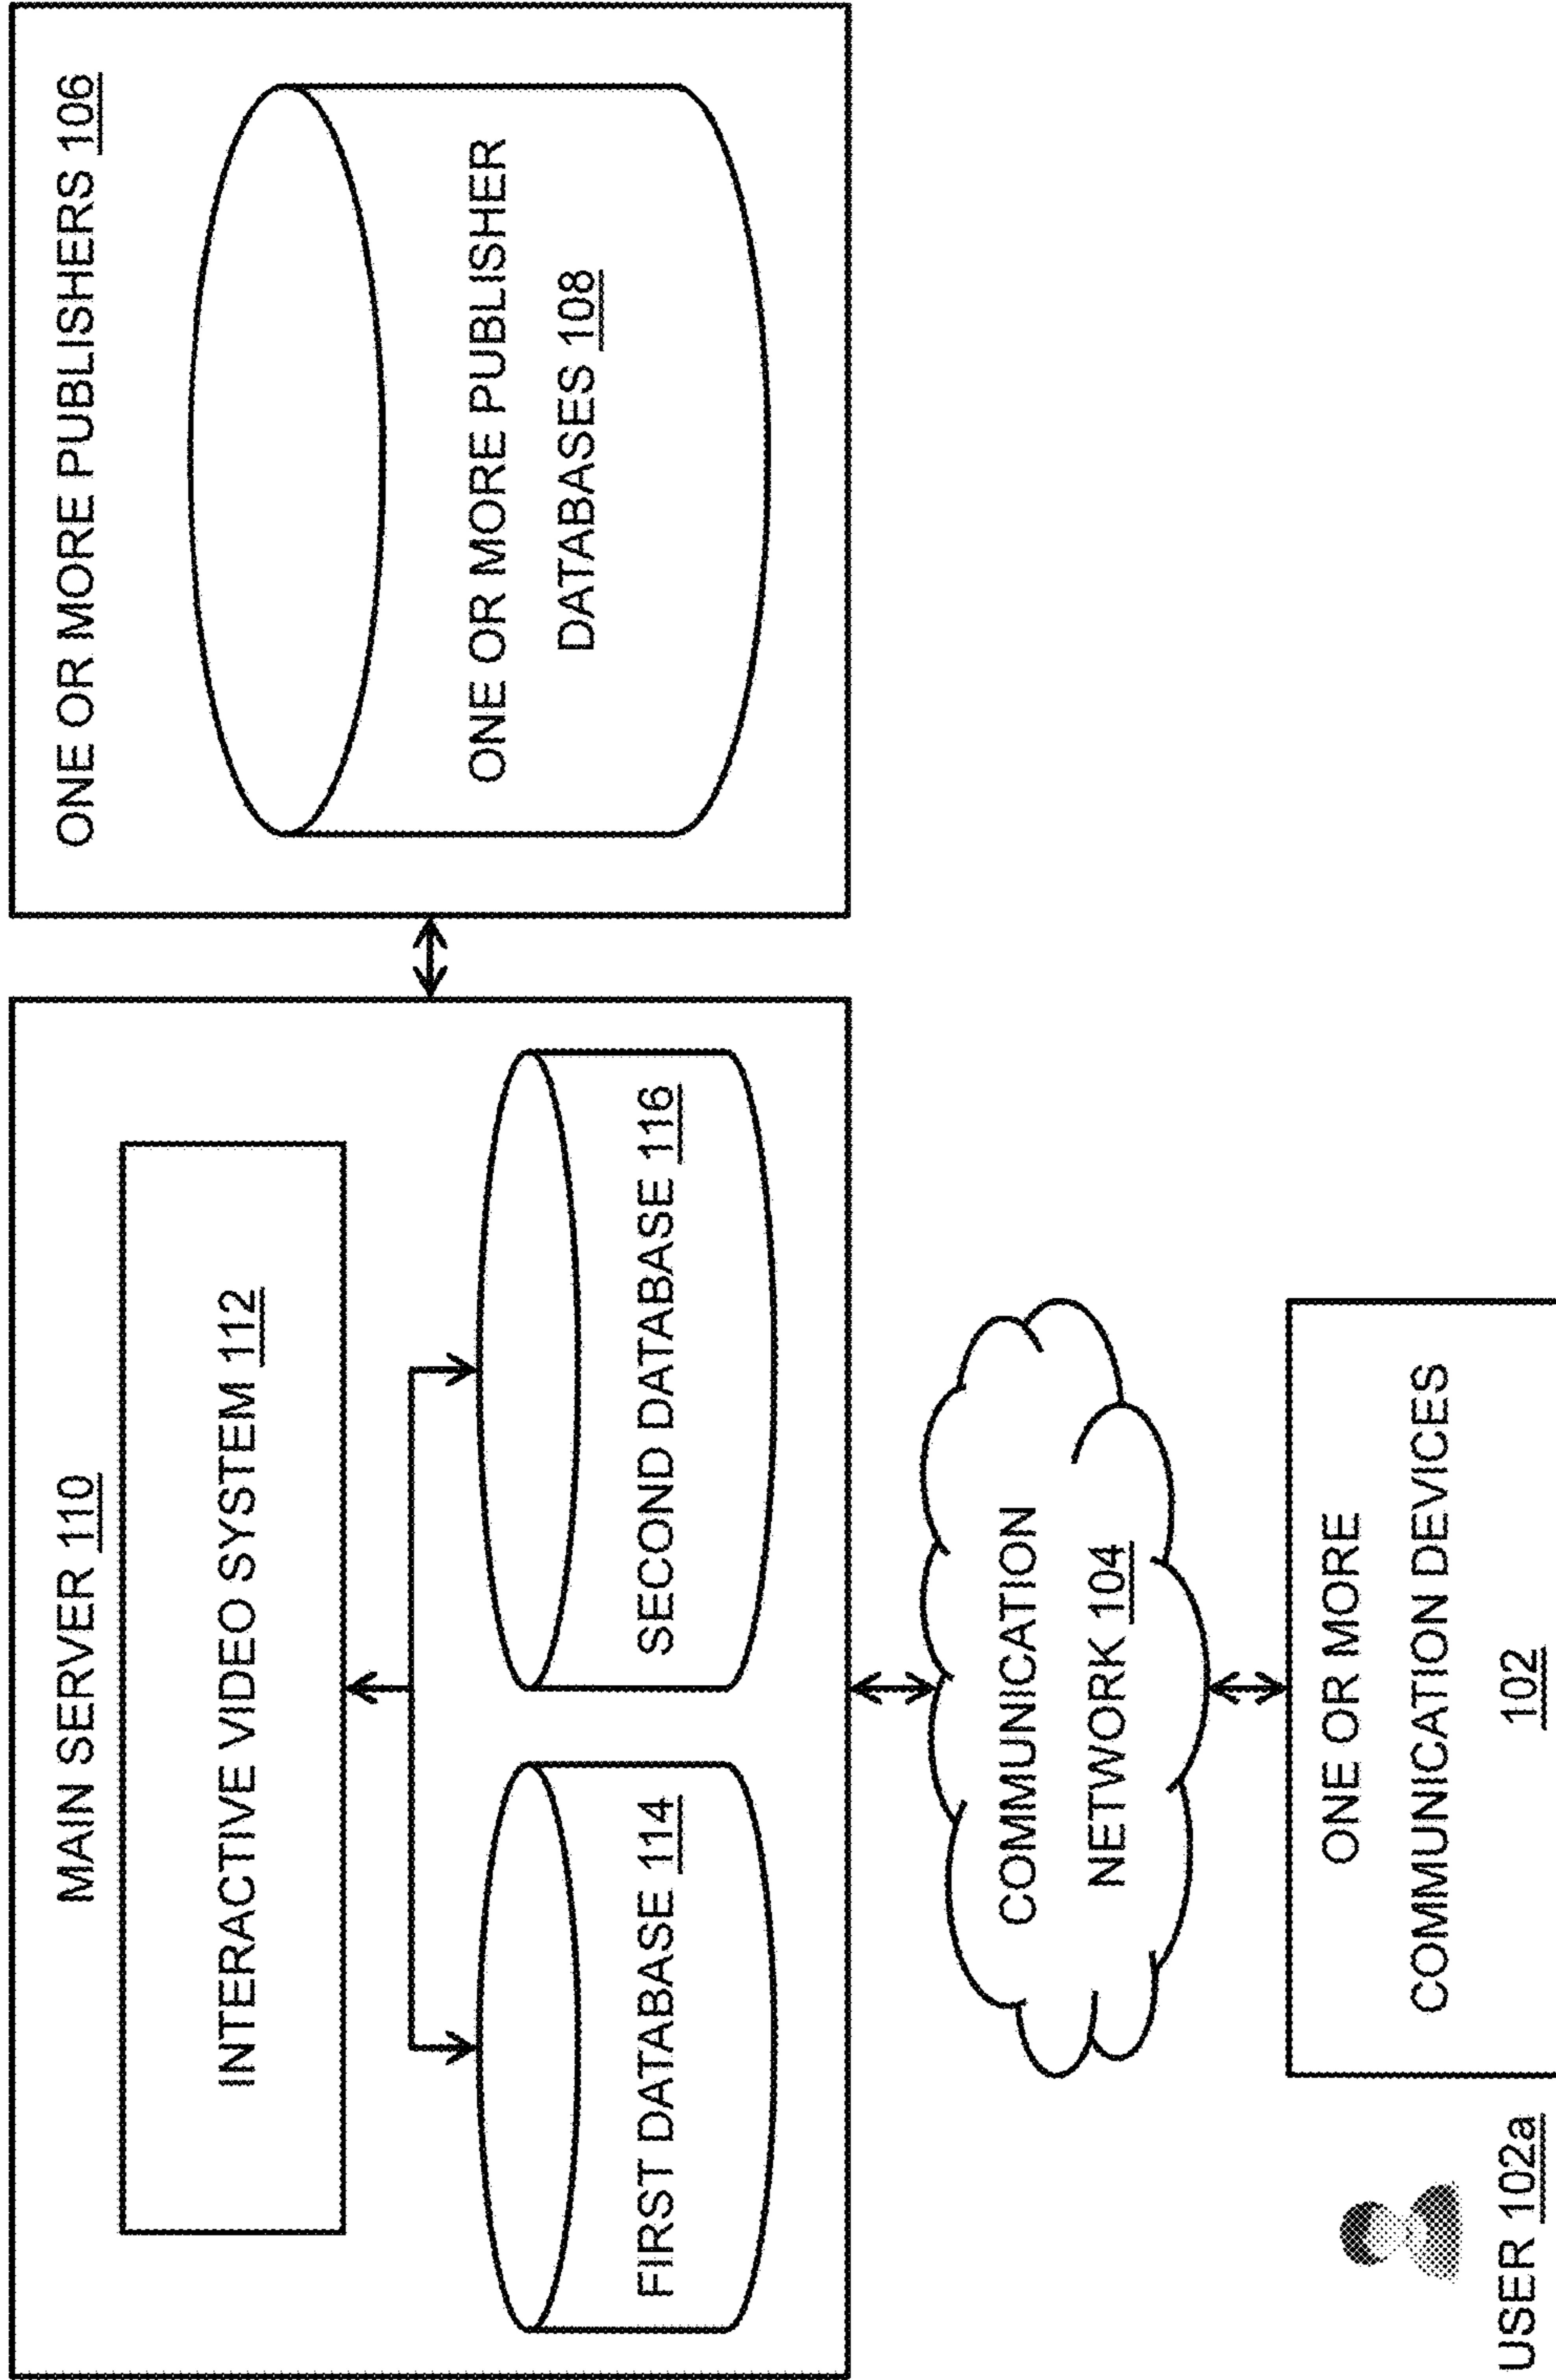 MAIN SERVER 110
INTERACTIVE VIDEO SYSTEM 112
FIRST DATABASE 114
SECOND DATABASE 116
ONE OR MORE PUBLISHERS 106
ONE OR MORE PUBLISHER
DATABASES 108
COMMUNICATION
NETWORK 104
ONE OR MORE
COMMUNICATION DEVICES
102
USER 102a